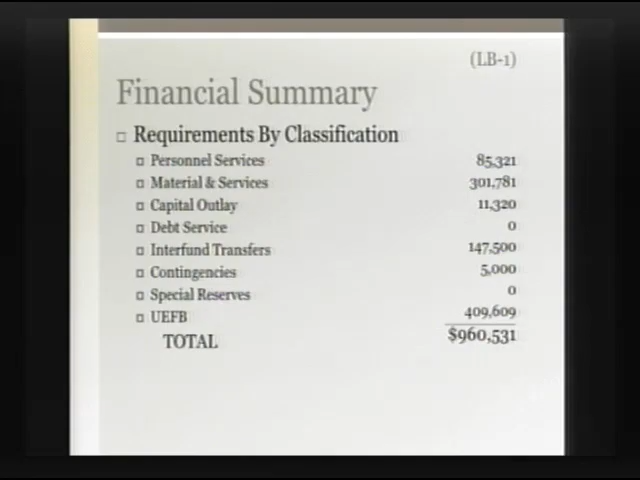 (LB-1)
Financial Summary
Requirements By Classification
Personnel Services 85,321
Material & Services 301,781
Capital Outlay 11,320
Debt Service 0
Interfund Transfers 147,500
Contingencies 5,000
Special Reserves 0
UEFB 409,609
TOTAL $960,531